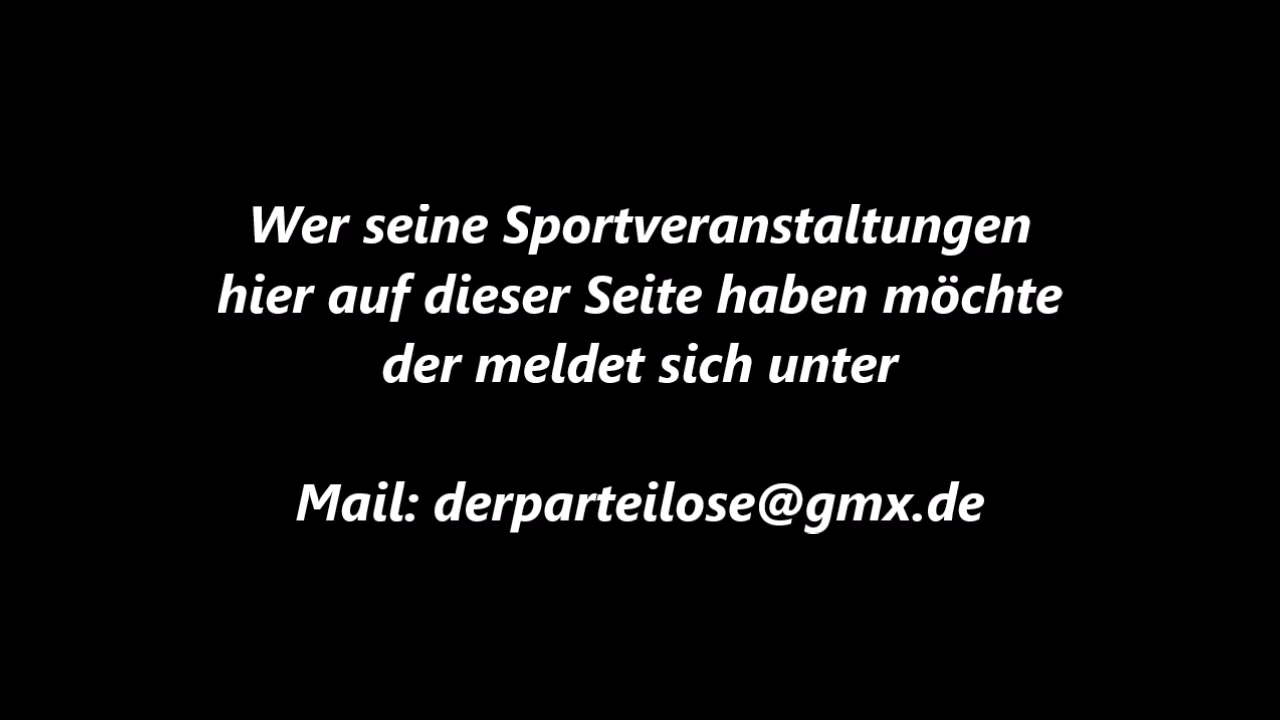 Wer seine Sportveranstaltungen
hier auf dieser Seite haben möchte
der meldet sich unter
Mail: derparteilose@gmx.de